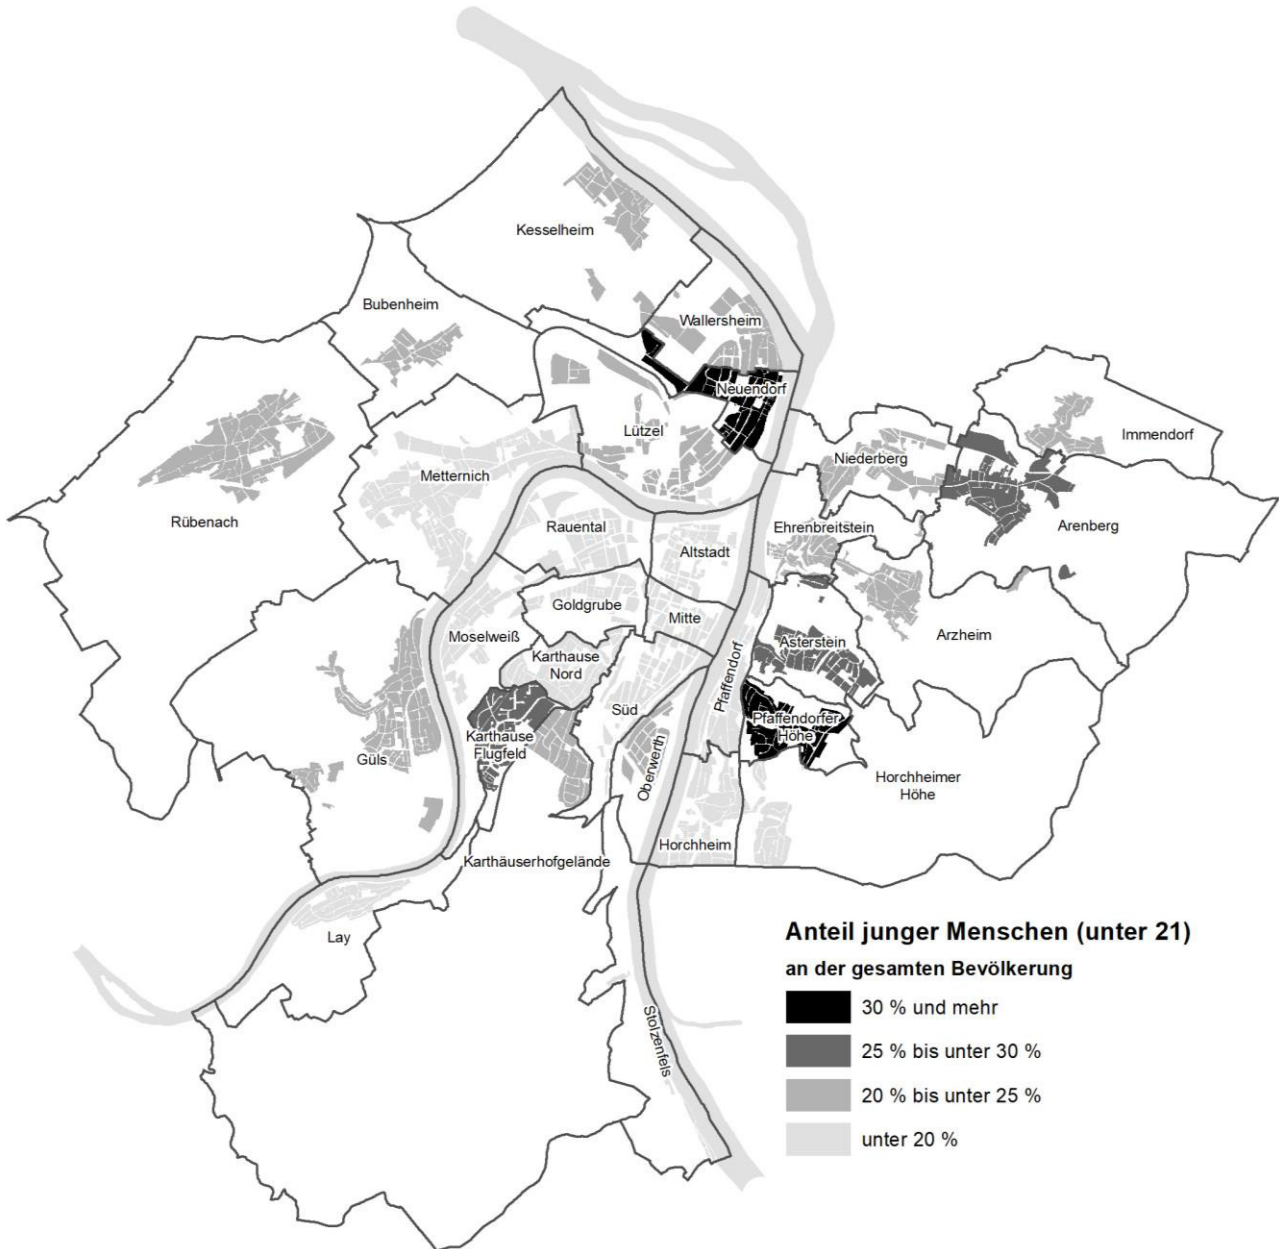 Kesselheim
Bubenheim
Wallersheim
Neuendorf
Immendorf
Lützel
Niederberg
Metternich
Rübenach
Rauental
Altstadt
Ehrenbreitstein
Arenberg
Goldgrube
Mitte
Moselweiß
Arzheim
Asterstein
Karthause
Nord
Pfaffendorf
Süd
Pfaffendorfer
Höhe
Karthause
Flugfeld
Güls
Oberwerth
Horchheimer
Höhe
Horchheim
Karthäuserhofgelände
Lay
Stolzenfels
Anteil junger Menschen (unter 21)
an der gesamten Bevölkerung
30 % und mehr
25 % bis unter 30 %
20 % bis unter 25 %
unter 20 %